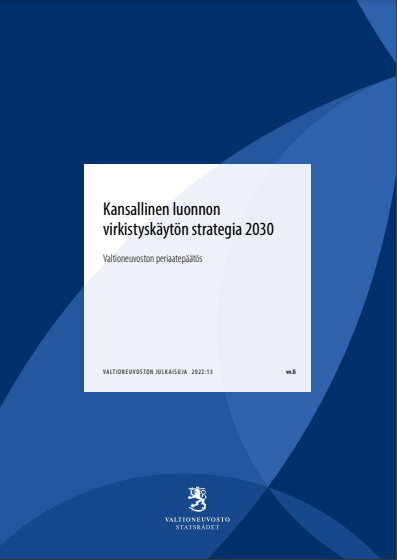 Kansallinen luonnon
virkistyskäytön strategia 2030
Valtioneuvoston periaatepäätös
VALTIONEUVOSTON JULKAISUJA 2022:13
vn.fi
VALTIONEUVOSTO
STATSRÅDET